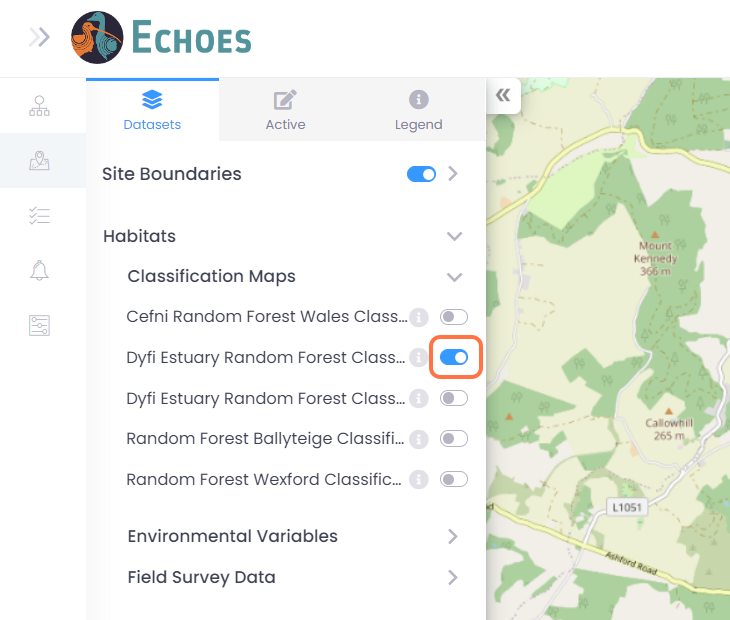 ECHOES
Datasets
Active
Legend
Site Boundaries
Habitats
Classification Maps
Cefni Random Forest Wales Class...
Dyfi Estuary Random Forest Class...
Dyfi Estuary Random Forest Class...
Random Forest Ballyteige Classifi...
Random Forest Wexford Classific...
Environmental Variables
Field Survey Data
Mount
Kennedy
366 m
Callowhill
265 m
L1051
Ashford Road